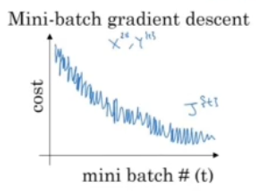 Mini-batch gradient descent
X^{t}, Y^{t}
J^{t}
cost
mini batch # (t)